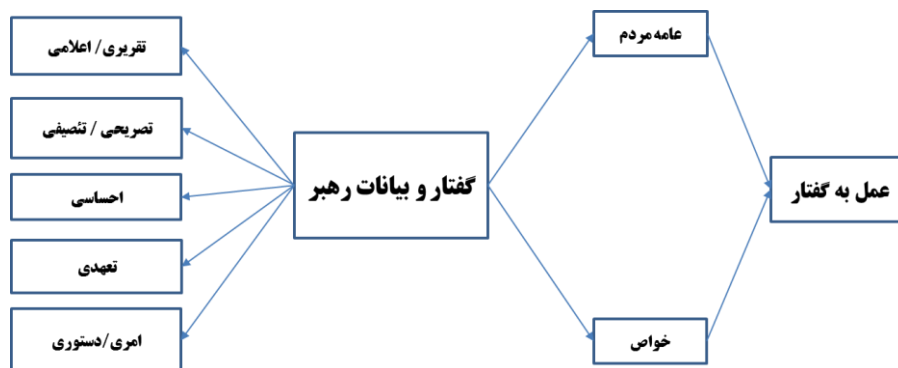 تقریری/ اعلامی
عامه مردم
تصریحی / تئصیفی
گفتار و بیانات رهبر
عمل به گفتار
احساسی
تعهدی
امری/دستوری
خواص